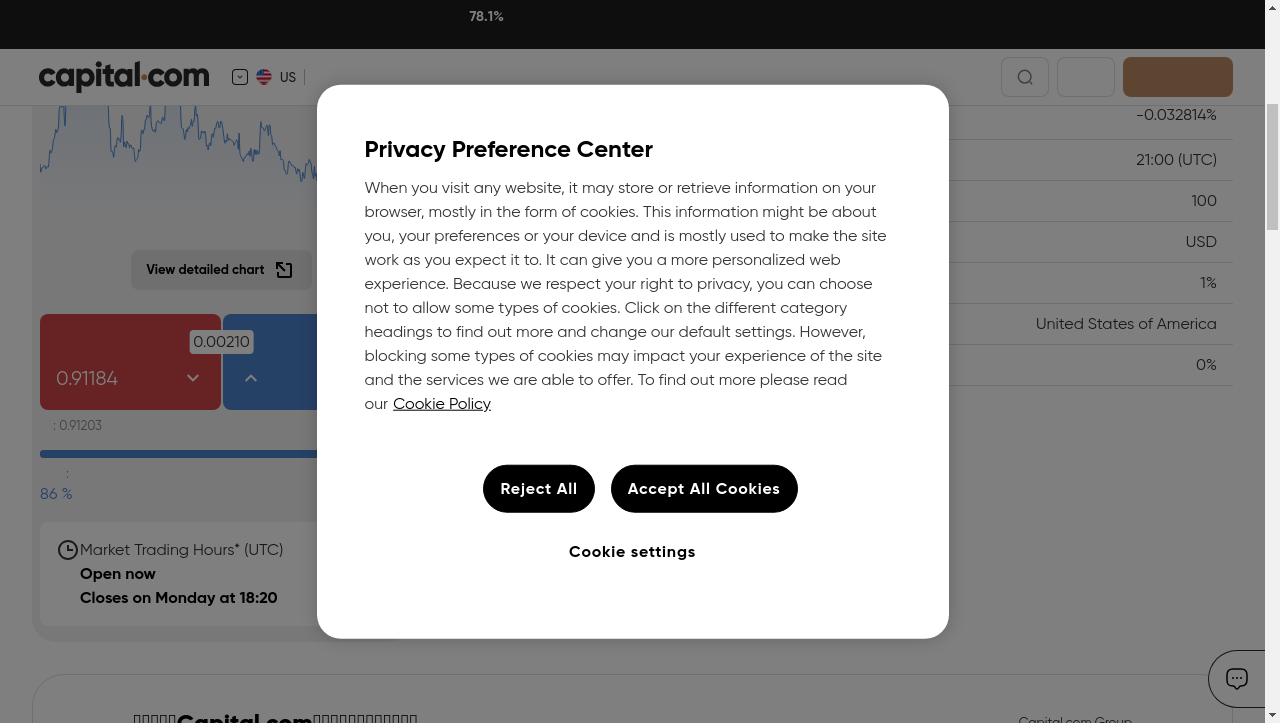 78.1%
capital.com
US
-0.032814%
21:00 (UTC)
100
USD
1%
United States of America
0%
View detailed chart
0.00210
0.91184
: 0.91203
:
86 %
Market Trading Hours* (UTC)
Open now
Closes on Monday at 18:20
Privacy Preference Center
When you visit any website, it may store or retrieve information on your
browser, mostly in the form of cookies. This information might be about
you, your preferences or your device and is mostly used to make the site
work as you expect it to. It can give you a more personalized web
experience. Because we respect your right to privacy, you can choose
not to allow some types of cookies. Click on the different category
headings to find out more and change our default settings. However,
blocking some types of cookies may impact your experience of the site
and the services we are able to offer. To find out more please read
our Cookie Policy
Reject All
Accept All Cookies
Cookie settings
Capital.com
Capital.com Group